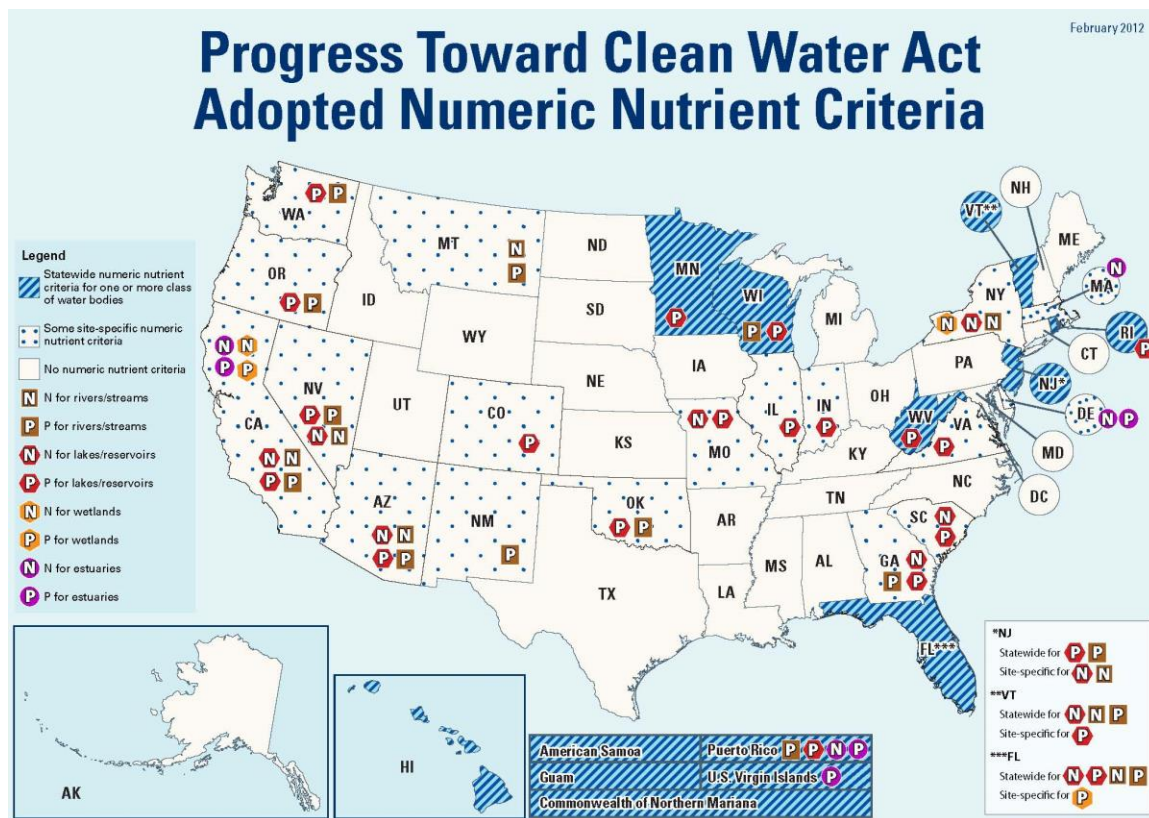 February 2012
Progress Toward Clean Water Act
Adopted Numeric Nutrient Criteria
Legend
Statewide numeric nutrient
criteria for one or more class
of water bodies
Some site-specific numeric
nutrient criteria
No numeric nutrient criteria
N N for rivers/streams
P P for rivers/streams
N N for lakes/reservoirs
P P for lakes/reservoirs
N N for wetlands
P P for wetlands
N N for estuaries
P P for estuaries
WA P P
OR P P
CA N N P P N N P P
NV P P N N
ID
MT N P
WY
UT
AZ N N P P
CO P
NM P
ND
SD
NE
KS
OK P P
TX
MN P
IA
MO N P
AR
LA
WI P P
IL P
IN P
MI
OH
KY
TN
MS
AL
GA N P P
FL***
SC N P
NC
VA P
WV P
PA
NY N N N
VT**
NH
ME
MA N
RI P
CT
NJ*
DE N P
MD
DC
AK
HI
American Samoa
Puerto Rico P P N P
Guam
U.S. Virgin Islands P
Commonwealth of Northern Mariana
*NJ
Statewide for P P
Site-specific for N N
**VT
Statewide for N N P
Site-specific for P
***FL
Statewide for N P N P
Site-specific for P